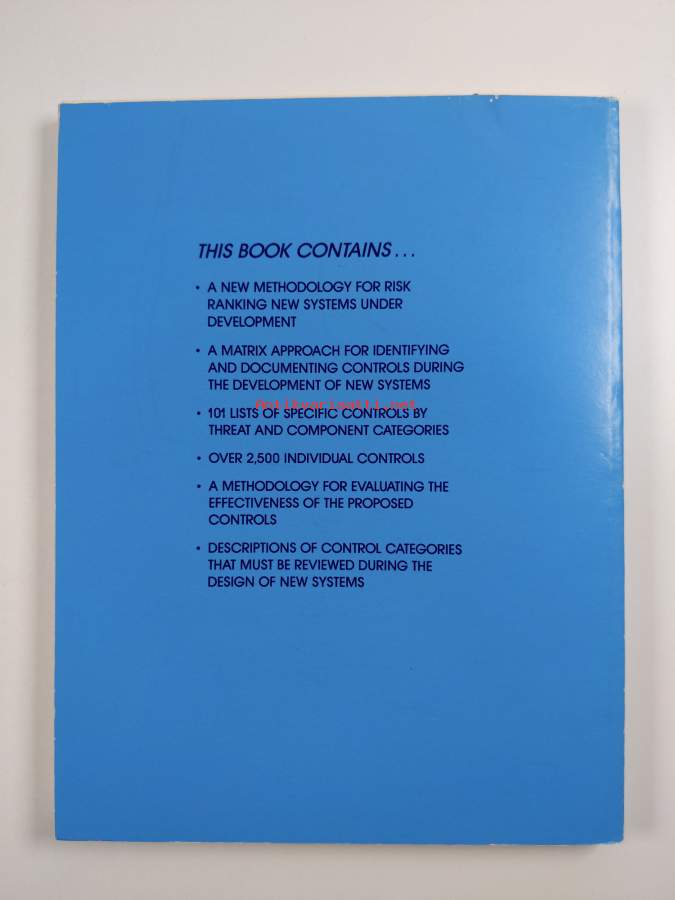 THIS BOOK CONTAINS...
• A NEW METHODOLOGY FOR RISK
RANKING NEW SYSTEMS UNDER
DEVELOPMENT
• A MATRIX APPROACH FOR IDENTIFYING
AND DOCUMENTING CONTROLS DURING
THE DEVELOPMENT OF NEW SYSTEMS
Antikvariaatti.net
• 101 LISTS OF SPECIFIC CONTROLS BY
THREAT AND COMPONENT CATEGORIES
• OVER 2,500 INDIVIDUAL CONTROLS
• A METHODOLOGY FOR EVALUATING THE
EFFECTIVENESS OF THE PROPOSED
CONTROLS
• DESCRIPTIONS OF CONTROL CATEGORIES
THAT MUST BE REVIEWED DURING THE
DESIGN OF NEW SYSTEMS